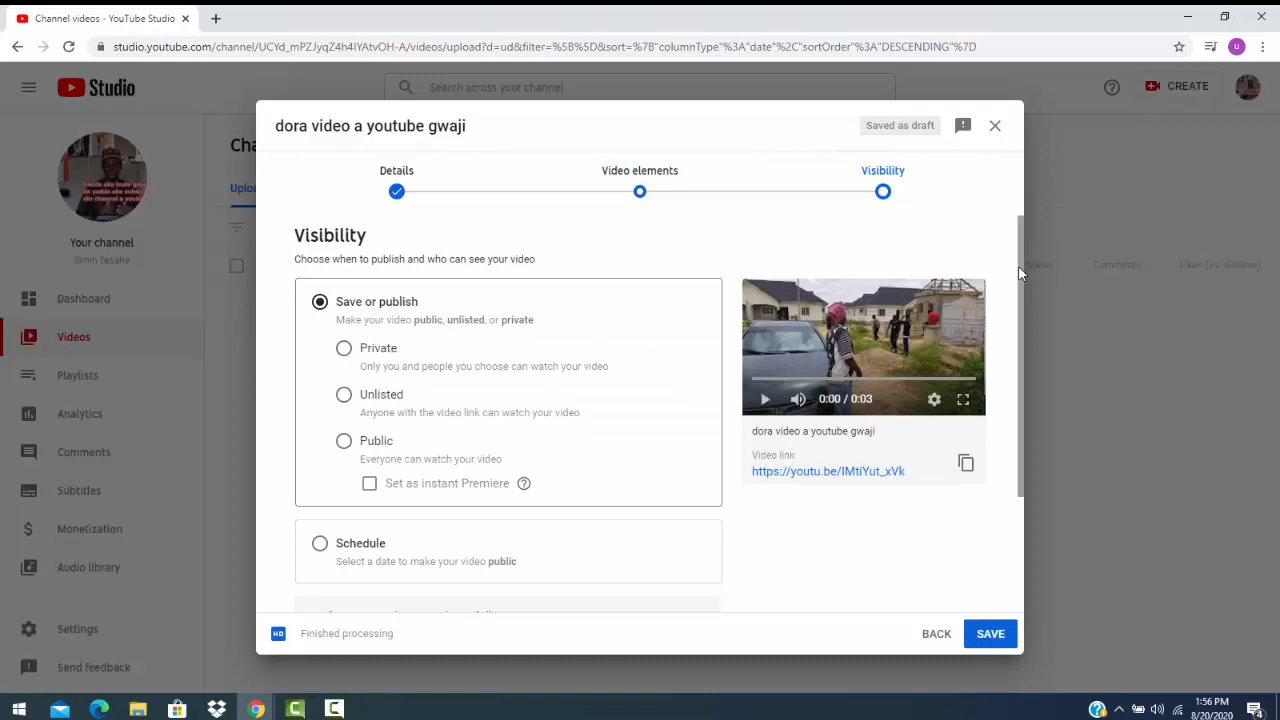 Channel videos - YouTube Studio
studio.youtube.com/channel/UCYd_mPZJyqZ4h4IYAtvOH-A/videos/upload?d=ud&filter=%5B%5D&sort=%7B"columnType"%3A"date"%2C"sortOrder"%3A"DESCENDING"%7D
u
Studio
Search across your channel
CREATE
dora video a youtube gwaji
Saved as draft
Details
Video elements
Visibility
Your channel
Ilimin fasaha
Dashboard
Videos
Playlists
Analytics
Comments
Subtitles
Monetization
Audio library
Settings
Send feedback
Visibility
Choose when to publish and who can see your video
Save or publish
Make your video public, unlisted, or private
Private
Only you and people you choose can watch your video
Unlisted
Anyone with the video link can watch your video
Public
Everyone can watch your video
Set as instant Premiere
Schedule
Select a date to make your video public
0:00 / 0:03
dora video a youtube gwaji
Video link
https://youtu.be/IMtiYut_xVk
Views
Comments
Likes (vs. dislikes)
HD
Finished processing
BACK
SAVE
1:56 PM
8/20/2020
4